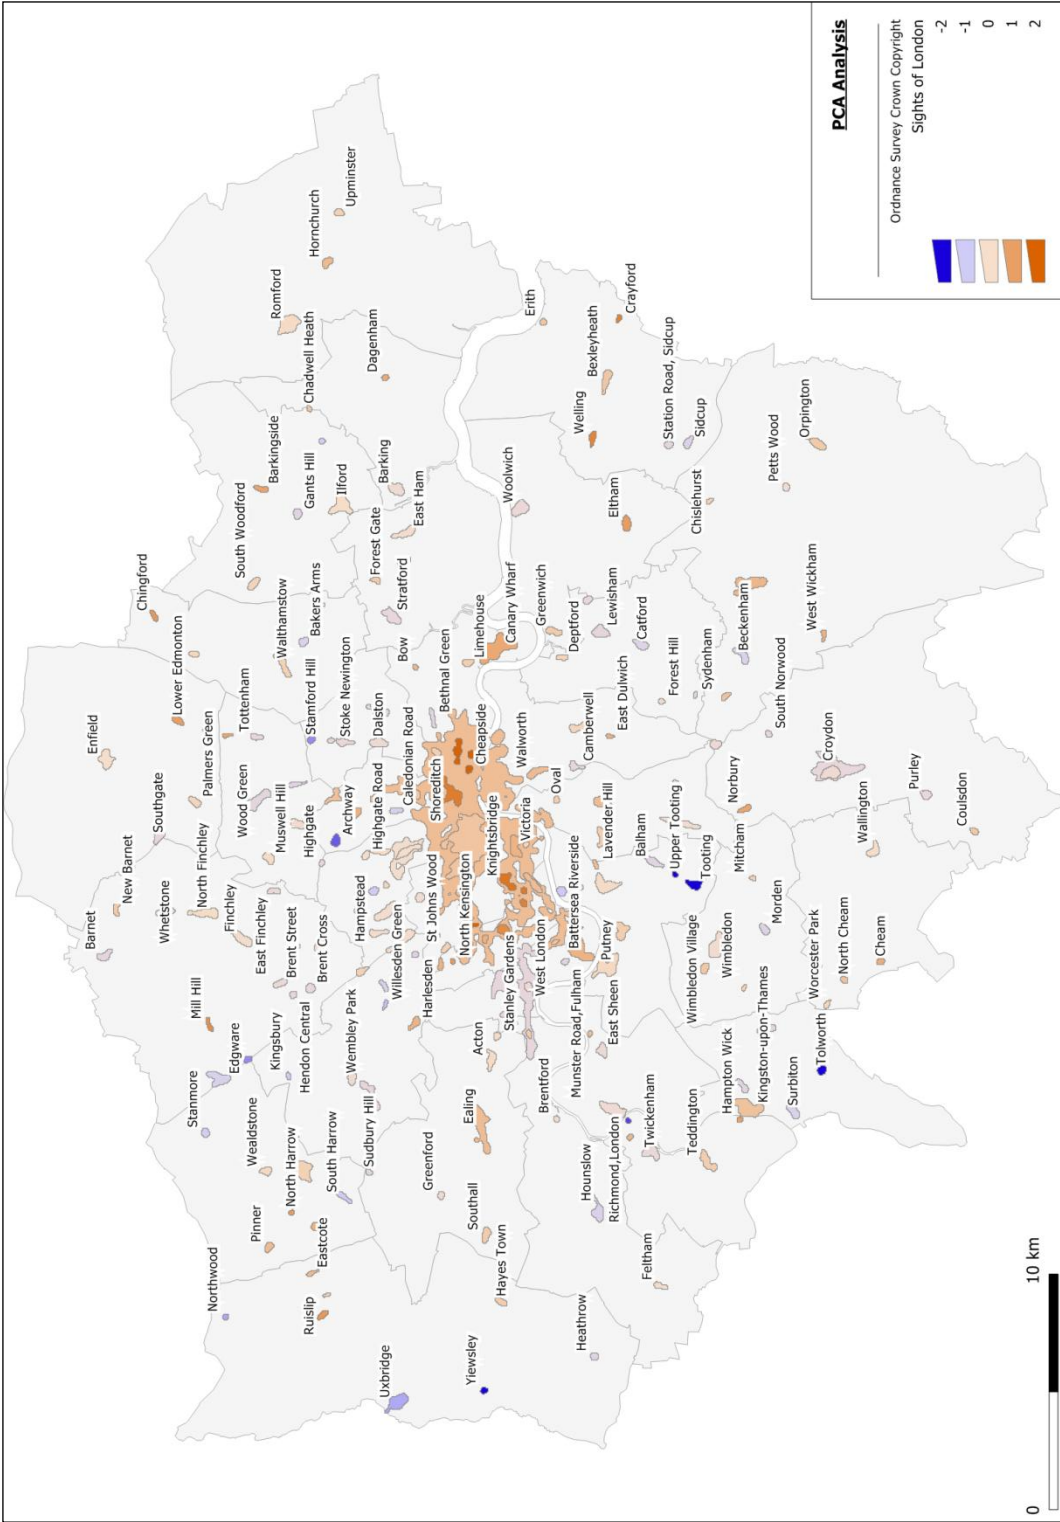 PCA Analysis
Ordnance Survey Crown Copyright
Sights of London
-2
-1
0
1
2
Enfield
Barnet
New Barnet
Southgate
Chingford
Lower Edmonton
Whetstone
Palmers Green
North Finchley
Mill Hill
Finchley
Wood Green
Tottenham
South Woodford
Northwood
Stanmore
Edgware
East Finchley
Muswell Hill
Walthamstow
Barkingside
Pinner
Wealdstone
Kingsbury
Brent Street
Highgate
Stamford Hill
Bakers Arms
Gants Hill
Romford
Ruislip
Eastcote
North Harrow
Hendon Central
Brent Cross
Archway
Stoke Newington
Chadwell Heath
Hornchurch
Upminster
South Harrow
Wembley Park
Hampstead
Highgate Road
Dalston
Ilford
Sudbury Hill
Willesden Green
Caledonian Road
Forest Gate
Barking
Dagenham
Uxbridge
Greenford
Harlesden
St Johns Wood
Shoreditch
Bethnal Green
Bow
Stratford
East Ham
Yiewsley
Southall
Ealing
Acton
North Kensington
Knightsbridge
Cheapside
Limehouse
Hayes Town
Stanley Gardens
Victoria
Walworth
Canary Wharf
Woolwich
Erith
West London
Oval
Greenwich
Brentford
Battersea Riverside
Deptford
Heathrow
Hounslow
Munster Road,Fulham
Putney
Lavender Hill
Camberwell
Lewisham
Welling
Bexleyheath
Crayford
Richmond,London
East Sheen
East Dulwich
Eltham
Feltham
Twickenham
Balham
Catford
Station Road, Sidcup
Upper Tooting
Forest Hill
Sidcup
Teddington
Wimbledon Village
Tooting
Sydenham
Chislehurst
Hampton Wick
Wimbledon
Mitcham
Norbury
Beckenham
Kingston-upon-Thames
Morden
South Norwood
Petts Wood
Surbiton
Worcester Park
West Wickham
Orpington
Tolworth
North Cheam
Croydon
Cheam
Wallington
Purley
Coulsdon
0
10 km